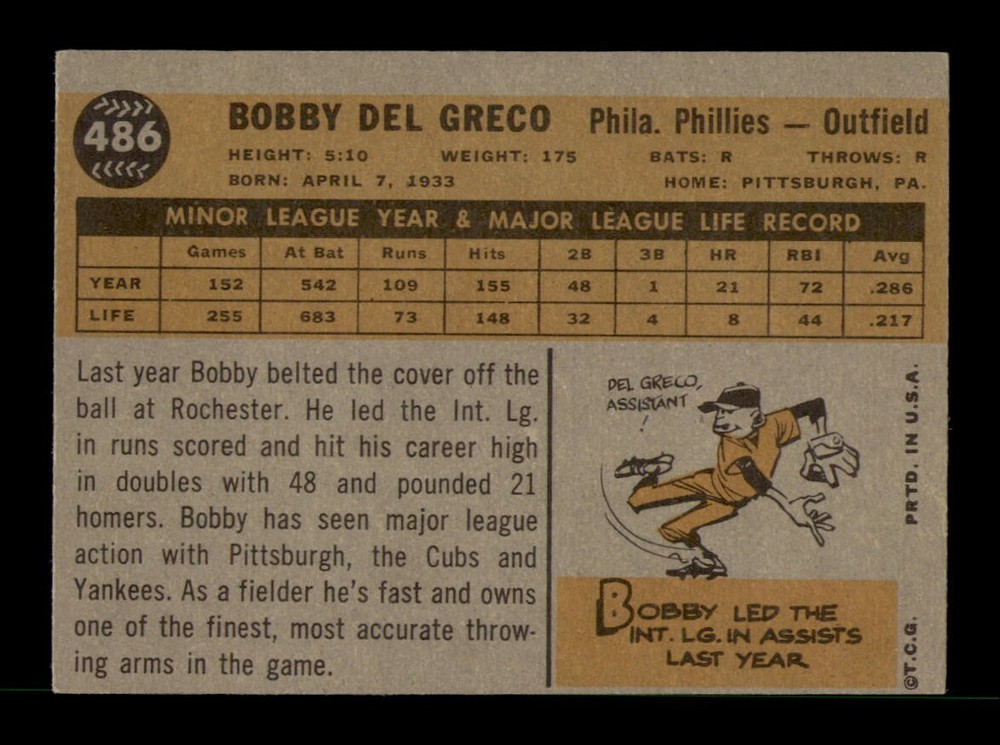 486
BOBBY DEL GRECO Phila. Phillies — Outfield
HEIGHT: 5:10 WEIGHT: 175 BATS: R THROWS: R
BORN: APRIL 7, 1933 HOME: PITTSBURGH, PA.
MINOR LEAGUE YEAR & MAJOR LEAGUE LIFE RECORD
Games At Bat Runs Hits 2B 3B HR RBI Avg
YEAR 152 542 109 155 48 1 21 72 .286
LIFE 255 683 73 148 32 4 8 44 .217
Last year Bobby belted the cover off the
ball at Rochester. He led the Int. Lg.
in runs scored and hit his career high
in doubles with 48 and pounded 21
homers. Bobby has seen major league
action with Pittsburgh, the Cubs and
Yankees. As a fielder he's fast and owns
one of the finest, most accurate throw-
ing arms in the game.
DEL GRECO,
ASSISTANT
!
BOBBY LED THE
INT. LG. IN ASSISTS
LAST YEAR
©T.C.G. PRTD. IN U.S.A.